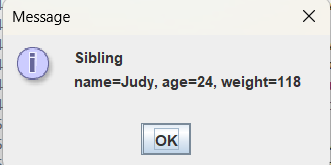 Message
Sibling
name=Judy, age=24, weight=118
OK